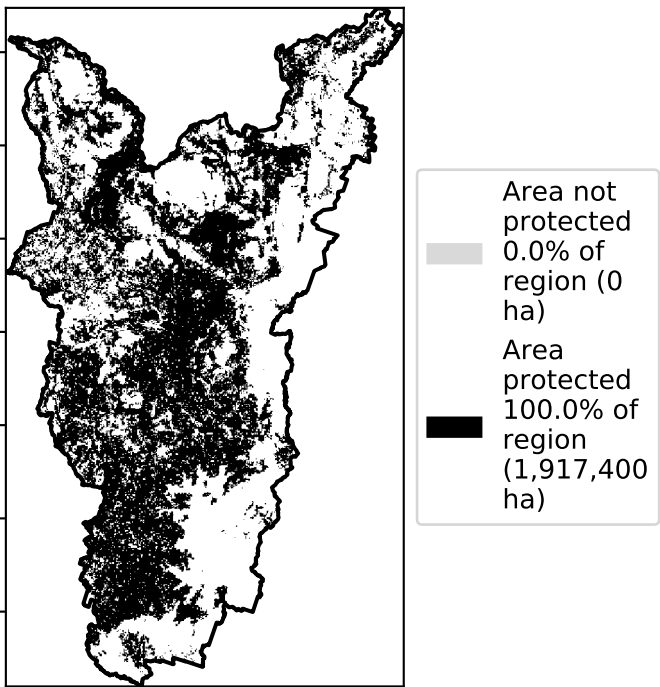 Area not
protected
0.0% of
region (0
ha)
Area
protected
100.0% of
region
(1,917,400
ha)